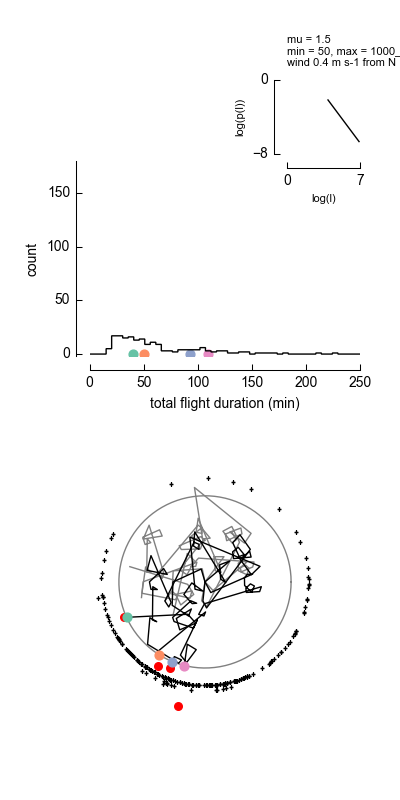 mu = 1.5
min = 50, max = 1000_
wind 0.4 m s-1 from N
0
log(p(l))
−8
0
7
log(l)
150
100
50
0
count
0
50
100
150
200
250
total flight duration (min)